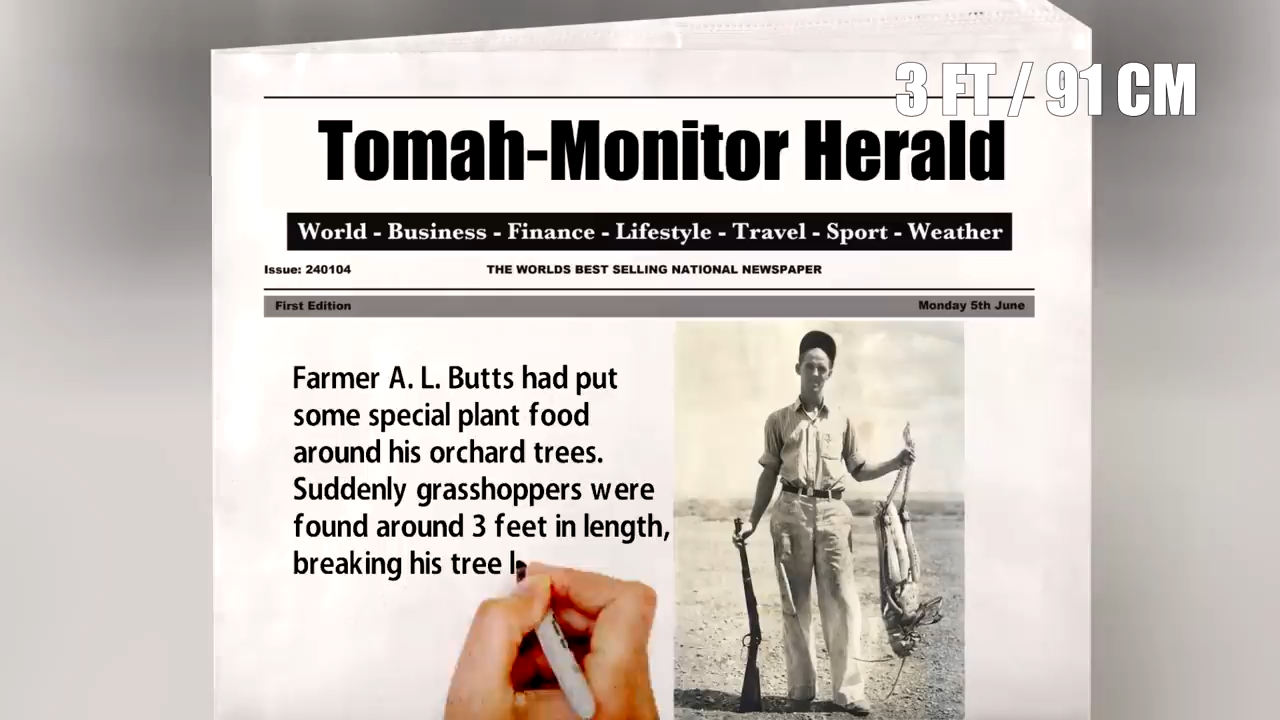 3 FT / 91 CM
Tomah-Monitor Herald
World - Business - Finance - Lifestyle - Travel - Sport - Weather
Issue: 240104 THE WORLDS BEST SELLING NATIONAL NEWSPAPER
First Edition Monday 5th June
Farmer A. L. Butts had put
some special plant food
around his orchard trees.
Suddenly grasshoppers were
found around 3 feet in length,
breaking his tree